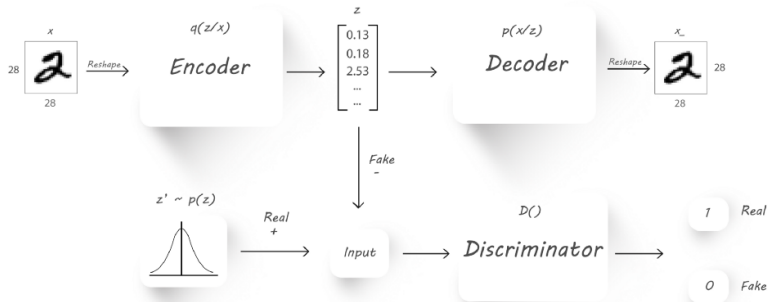 x
28
28
Reshape
q(z/x)
Encoder
z
0.13
0.18
2.53
...
...
p(x/z)
Decoder
Reshape
x_
28
28
Fake
-
z' ~ p(z)
Real
+
Input
D()
Discriminator
1 Real
0 Fake